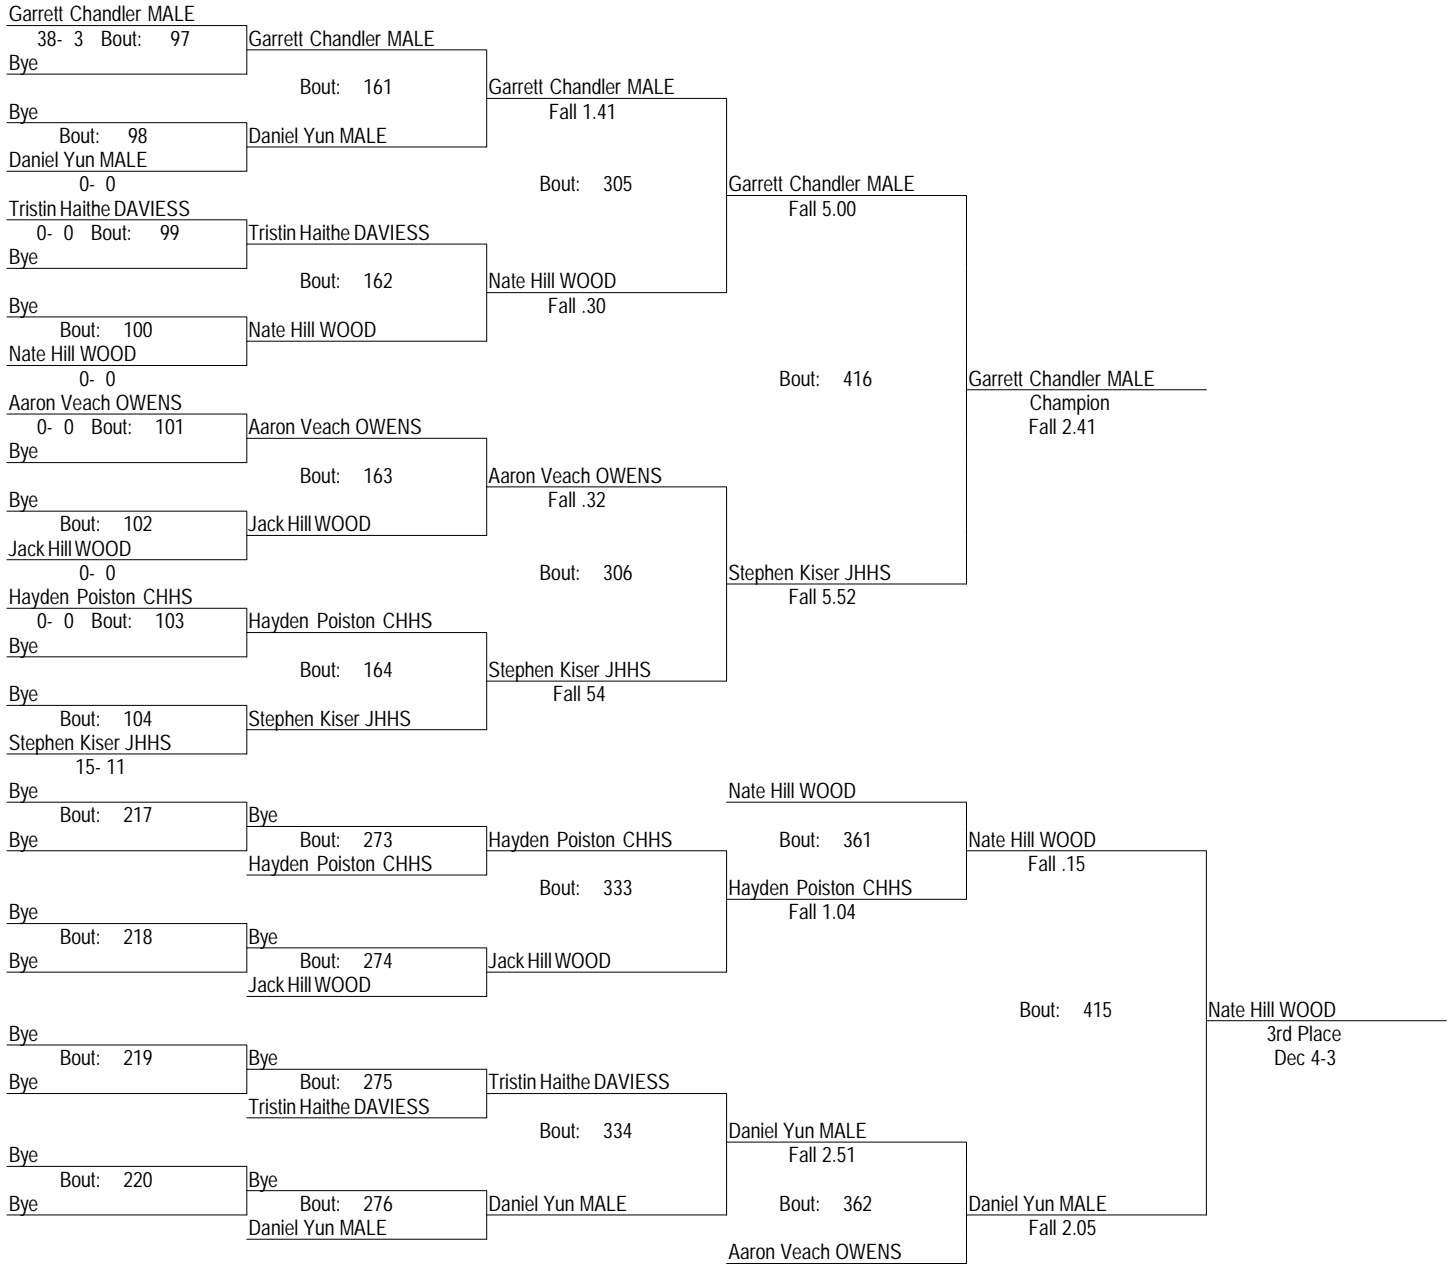 Garrett Chandler MALE
38- 3 Bout: 97 Garrett Chandler MALE
Bye
Bout: 161 Garrett Chandler MALE
Bye Fall 1.41
Bout: 98 Daniel Yun MALE
Daniel Yun MALE
0- 0 Bout: 305 Garrett Chandler MALE
Tristin Haithe DAVIESS Fall 5.00
0- 0 Bout: 99 Tristin Haithe DAVIESS
Bye
Bout: 162 Nate Hill WOOD
Bye Fall .30
Bout: 100 Nate Hill WOOD
Nate Hill WOOD
0- 0 Bout: 416 Garrett Chandler MALE
Aaron Veach OWENS Champion
0- 0 Bout: 101 Aaron Veach OWENS Fall 2.41
Bye
Bout: 163 Aaron Veach OWENS
Bye Fall .32
Bout: 102 Jack Hill WOOD
Jack Hill WOOD
0- 0 Bout: 306 Stephen Kiser JHHS
Hayden Poiston CHHS Fall 5.52
0- 0 Bout: 103 Hayden Poiston CHHS
Bye
Bout: 164 Stephen Kiser JHHS
Bye Fall 54
Bout: 104 Stephen Kiser JHHS
Stephen Kiser JHHS
15- 11
Bye Nate Hill WOOD
Bout: 217 Bye
Bye Bout: 273 Hayden Poiston CHHS Bout: 361 Nate Hill WOOD
Hayden Poiston CHHS Fall .15
Bout: 333 Hayden Poiston CHHS
Bye Fall 1.04
Bout: 218 Bye
Bye Bout: 274 Jack Hill WOOD
Jack Hill WOOD
Bout: 415 Nate Hill WOOD
Bye 3rd Place
Bout: 219 Bye Dec 4-3
Bye Bout: 275 Tristin Haithe DAVIESS
Tristin Haithe DAVIESS
Bout: 334 Daniel Yun MALE
Bye Fall 2.51
Bout: 220 Bye
Bye Bout: 276 Daniel Yun MALE Bout: 362 Daniel Yun MALE
Daniel Yun MALE Fall 2.05
Aaron Veach OWENS